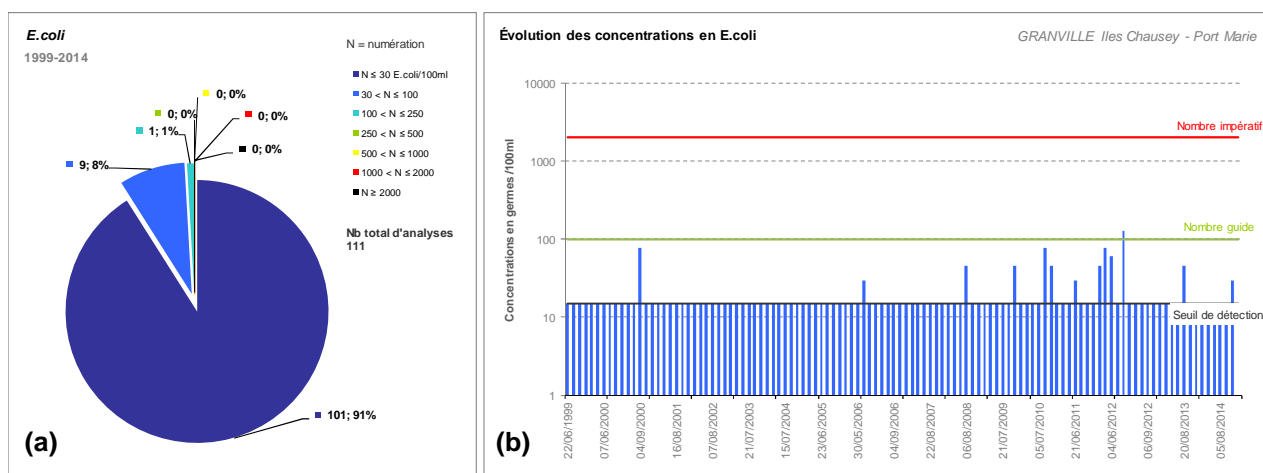 E.coli
1999-2014
N = numération
N ≤ 30 E.coli/100ml
30 < N ≤ 100
100 < N ≤ 250
250 < N ≤ 500
500 < N ≤ 1000
1000 < N ≤ 2000
N ≥ 2000
Nb total d'analyses
111
0; 0%
0; 0%
0; 0%
1; 1%
0; 0%
9; 8%
101; 91%
(a)
Évolution des concentrations en E.coli
GRANVILLE Iles Chausey - Port Marie
Concentrations en germes /100ml
10000
1000
100
10
1
Nombre impératif
Nombre guide
Seuil de détection
22/06/1999
07/06/2000
04/09/2000
16/08/2001
07/08/2002
21/07/2003
15/07/2004
23/06/2005
30/05/2006
04/09/2006
22/08/2007
06/08/2008
21/07/2009
05/07/2010
21/06/2011
04/06/2012
06/09/2012
20/08/2013
05/08/2014
(b)